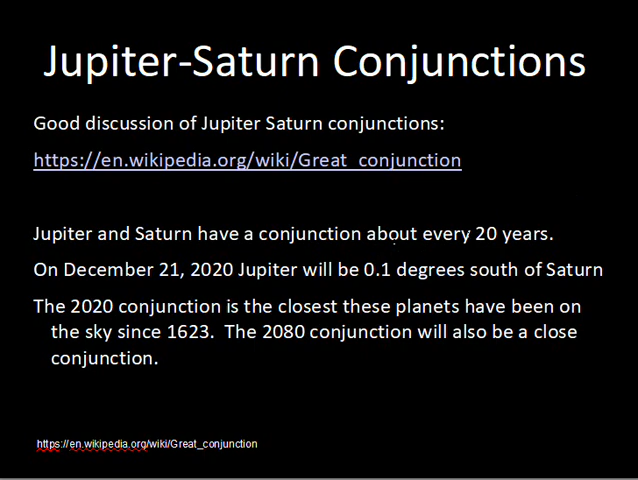 Jupiter-Saturn Conjunctions
Good discussion of Jupiter Saturn conjunctions:
https://en.wikipedia.org/wiki/Great_conjunction
Jupiter and Saturn have a conjunction about every 20 years.
On December 21, 2020 Jupiter will be 0.1 degrees south of Saturn
The 2020 conjunction is the closest these planets have been on
the sky since 1623. The 2080 conjunction will also be a close
conjunction.
https://en.wikipedia.org/wiki/Great_conjunction